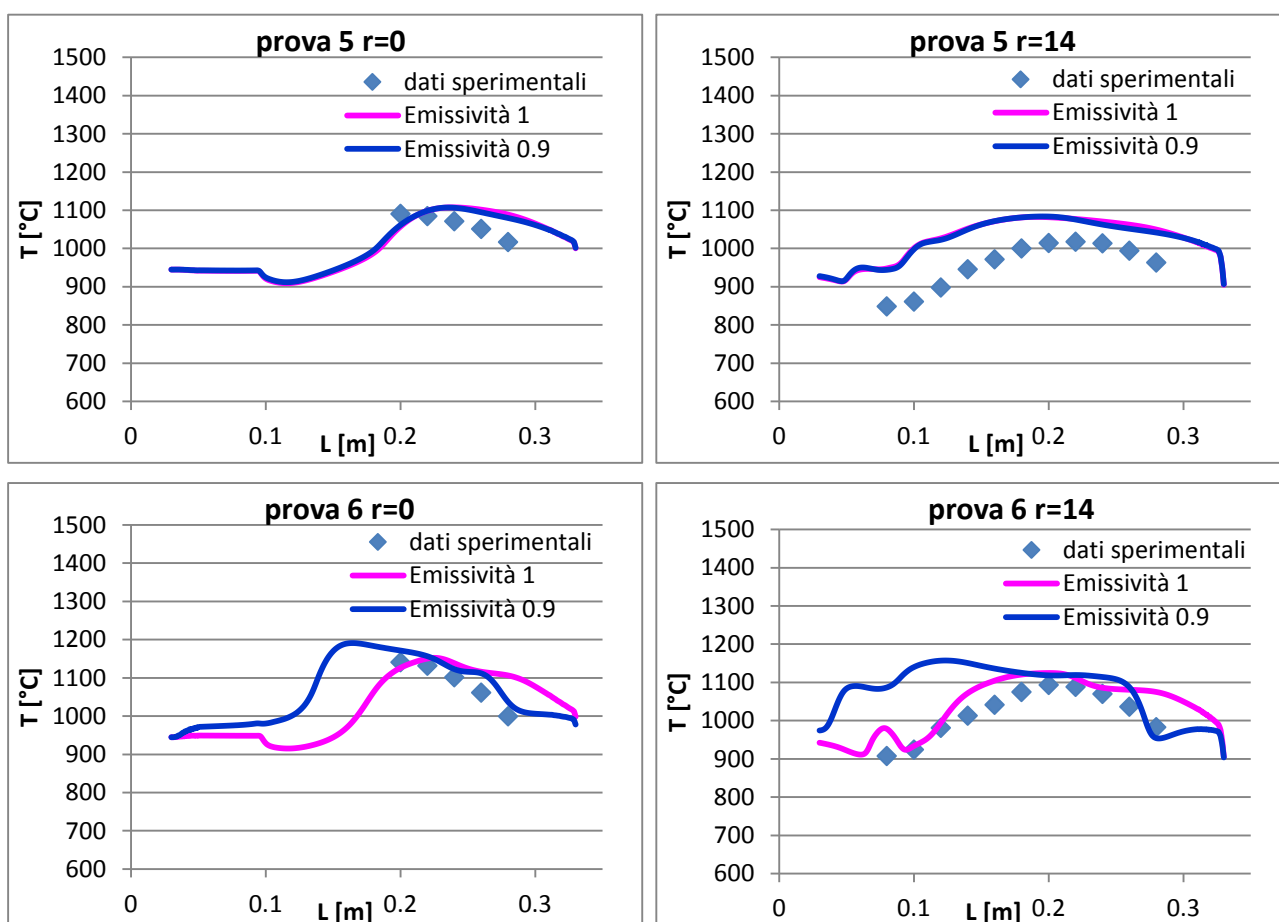 prova 5 r=0
dati sperimentali
Emissività 1
Emissività 0.9
T [°C]
1500
1400
1300
1200
1100
1000
900
800
700
600
0
0.1
0.2
0.3
L [m]
prova 5 r=14
dati sperimentali
Emissività 1
Emissività 0.9
T [°C]
1500
1400
1300
1200
1100
1000
900
800
700
600
0
0.1
0.2
0.3
L [m]
prova 6 r=0
dati sperimentali
Emissività 1
Emissività 0.9
T [°C]
1500
1400
1300
1200
1100
1000
900
800
700
600
0
0.1
0.2
0.3
L [m]
prova 6 r=14
dati sperimentali
Emissività 1
Emissività 0.9
T [°C]
1500
1400
1300
1200
1100
1000
900
800
700
600
0
0.1
0.2
0.3
L [m]